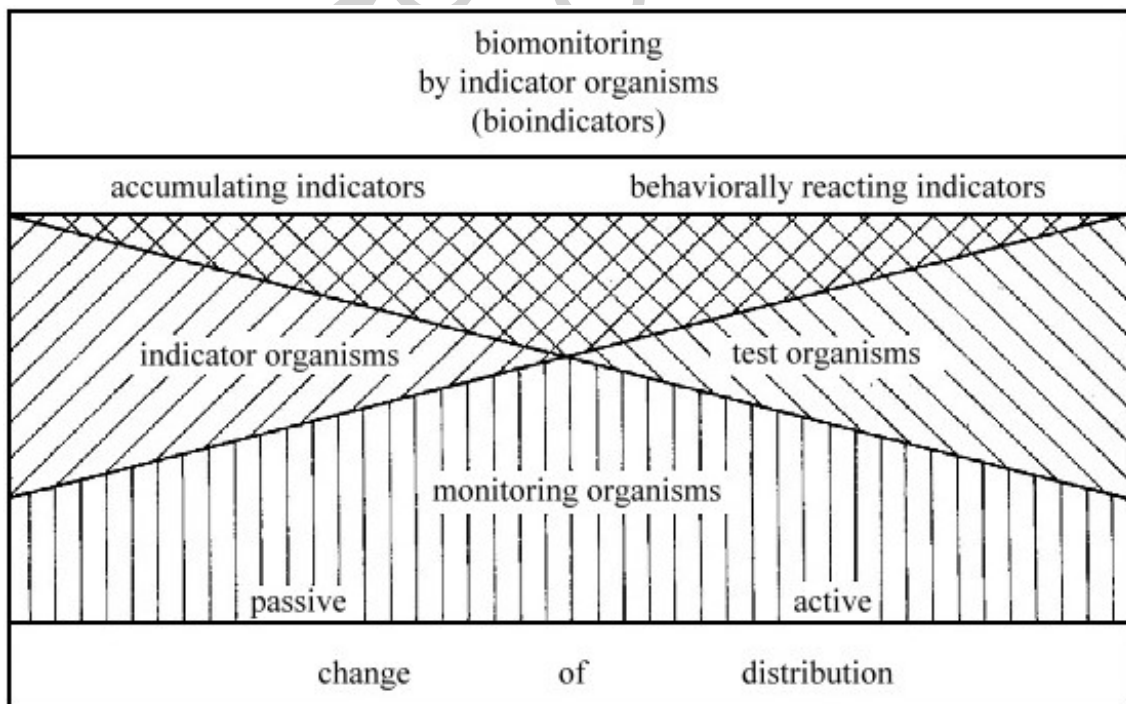 biomonitoring
by indicator organisms
(bioindicators)
accumulating indicators behaviorally reacting indicators
indicator organisms test organisms
monitoring organisms
passive active
change of distribution